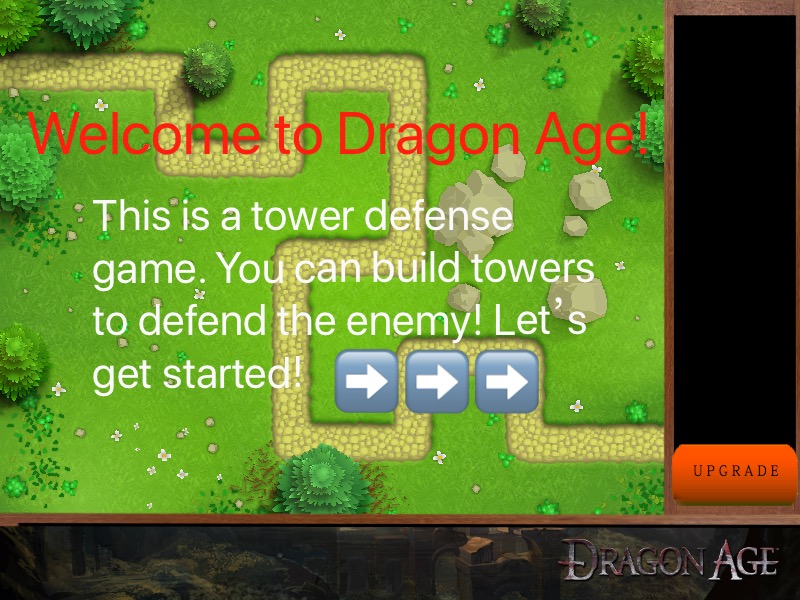 Welcome to Dragon Age!
This is a tower defense
game. You can build towers
to defend the enemy! Let’s
get started! ➡️➡️➡️
UPGRADE
DRAGON AGE